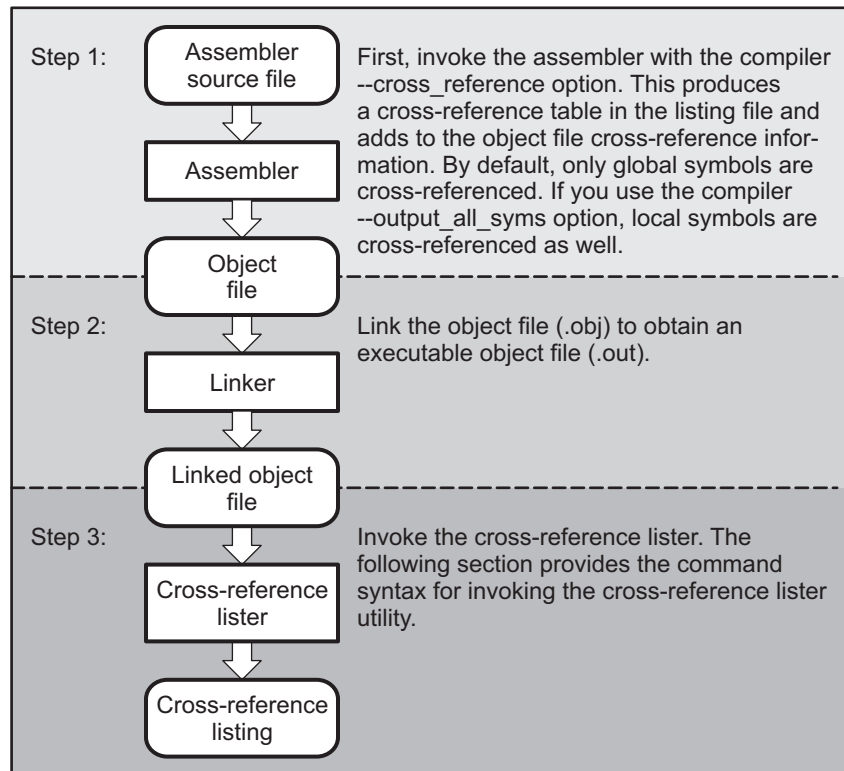 Step 1:
Assembler
source file
Assembler
Object
file
First, invoke the assembler with the compiler
--cross_reference option. This produces
a cross-reference table in the listing file and
adds to the object file cross-reference infor-
mation. By default, only global symbols are
cross-referenced. If you use the compiler
--output_all_syms option, local symbols are
cross-referenced as well.
Step 2:
Linker
Linked object
file
Link the object file (.obj) to obtain an
executable object file (.out).
Step 3:
Cross-reference
lister
Cross-reference
listing
Invoke the cross-reference lister. The
following section provides the command
syntax for invoking the cross-reference lister
utility.